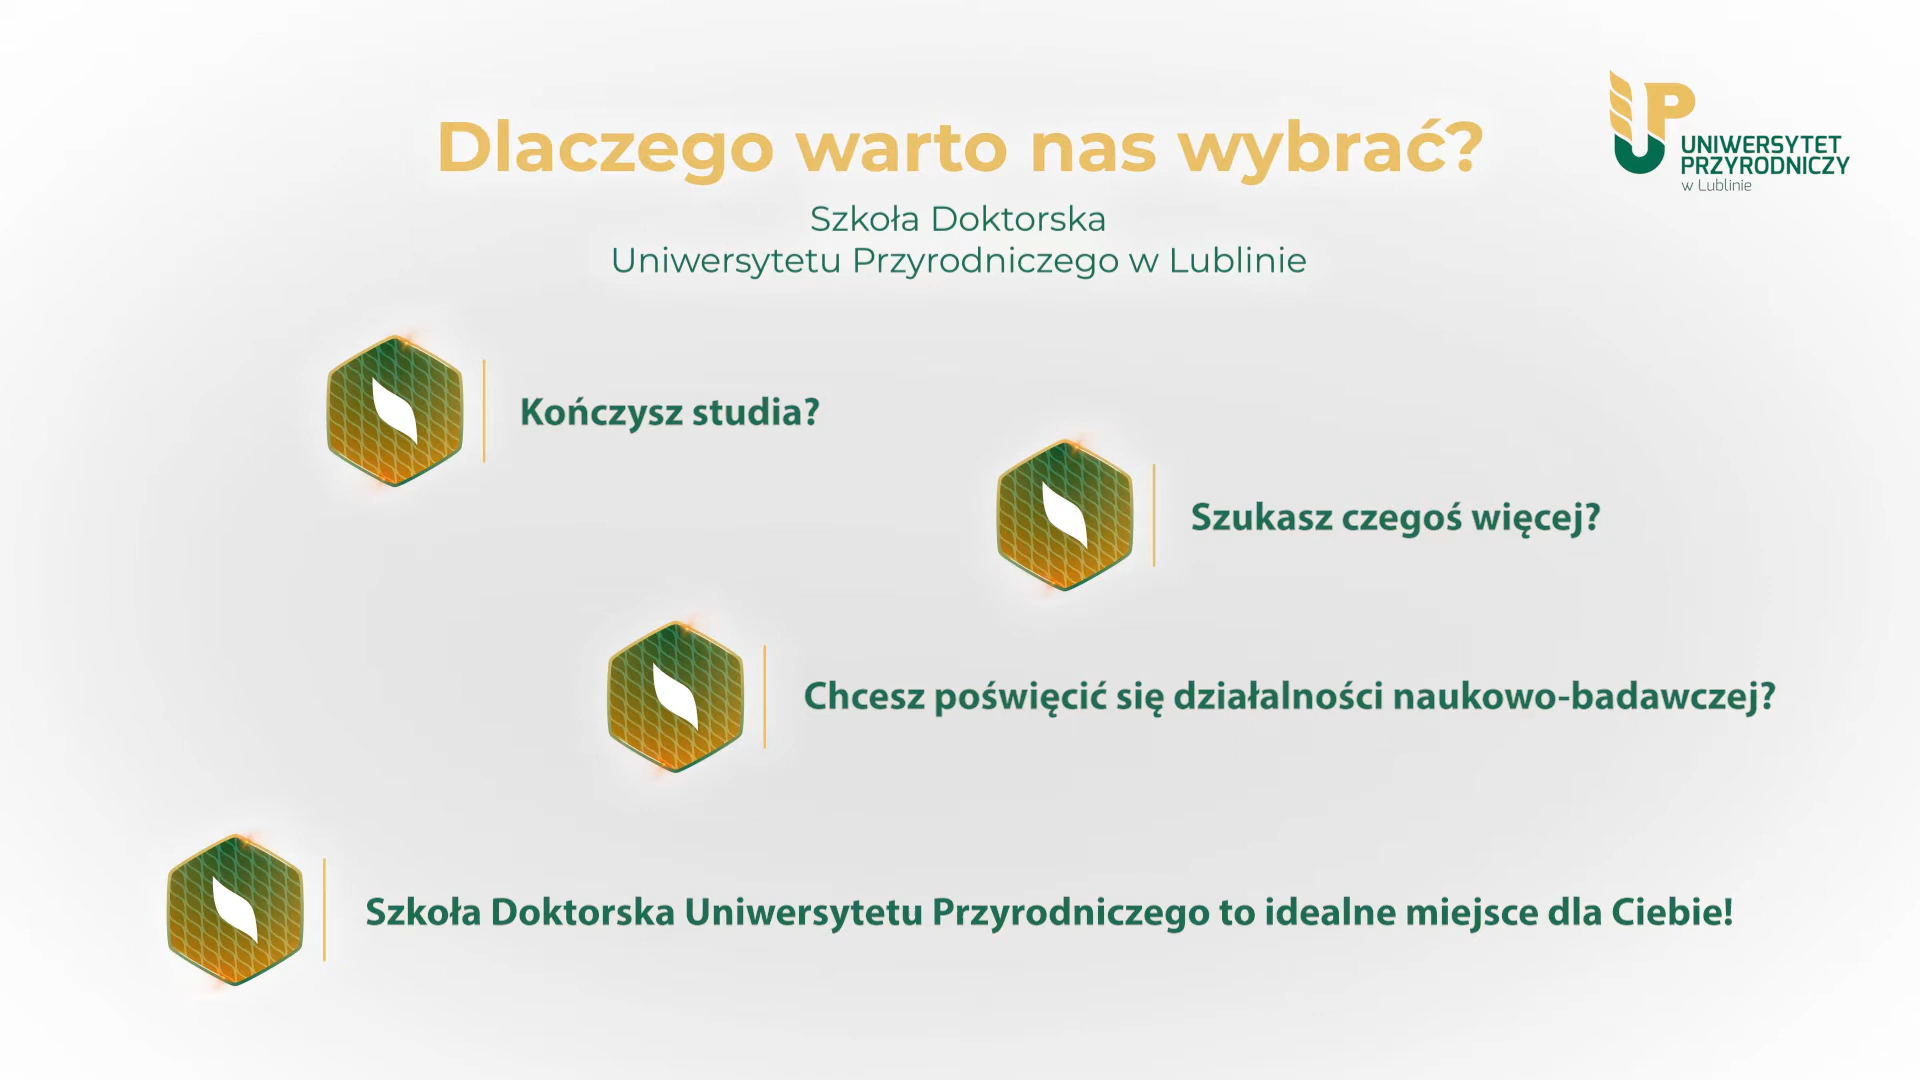 Dlaczego warto nas wybrać?
UP
UNIWERSYTET
PRZYRODNICZY
w Lublinie
Szkoła Doktorska
Uniwersytetu Przyrodniczego w Lublinie
Kończysz studia?
Szukasz czegoś więcej?
Chcesz poświęcić się działalności naukowo-badawczej?
Szkoła Doktorska Uniwersytetu Przyrodniczego to idealne miejsce dla Ciebie!